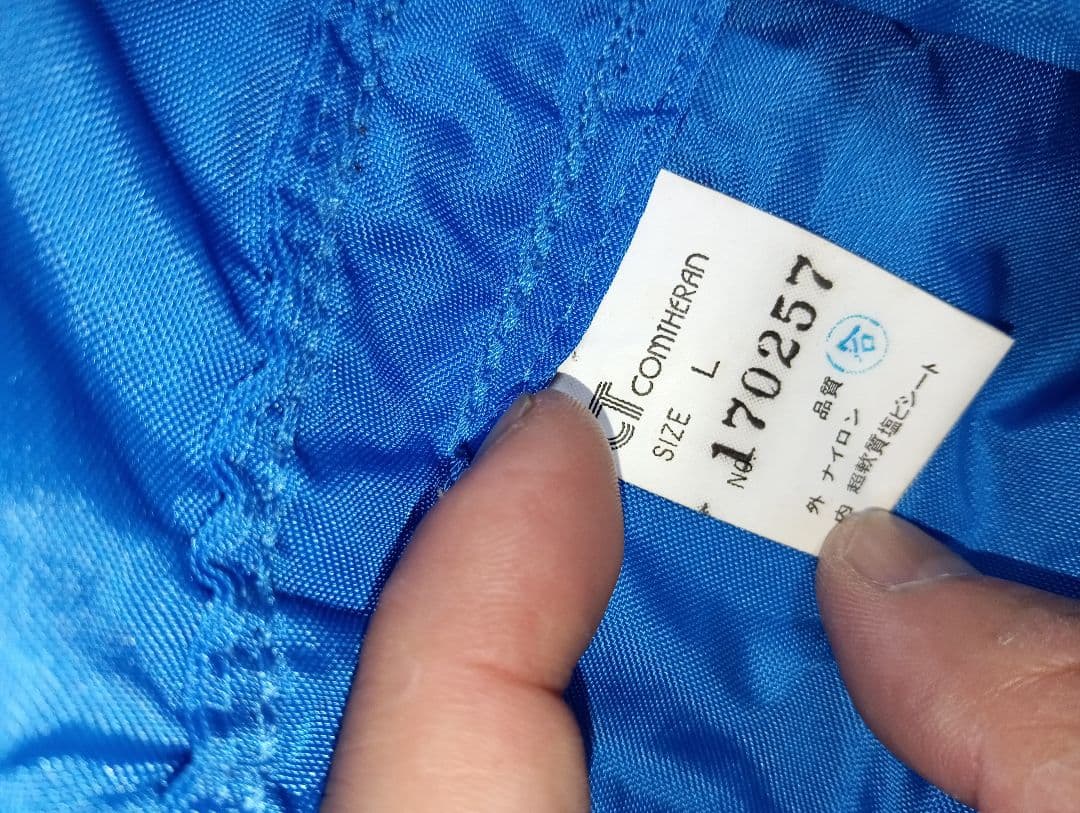 CT COMTHERAN
SIZE L
No. 170257
品質
外 ナイロン
内 超軟質塩ビシート